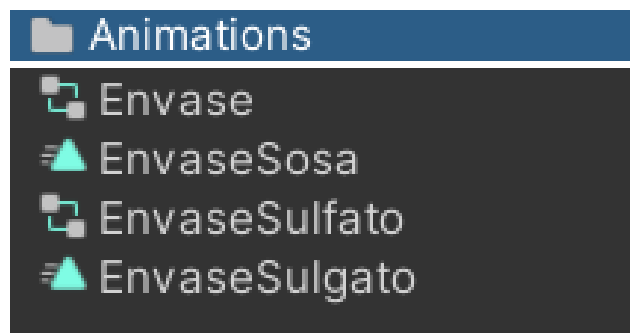 Animations
Envase
EnvaseSosa
EnvaseSulfato
EnvaseSulgato